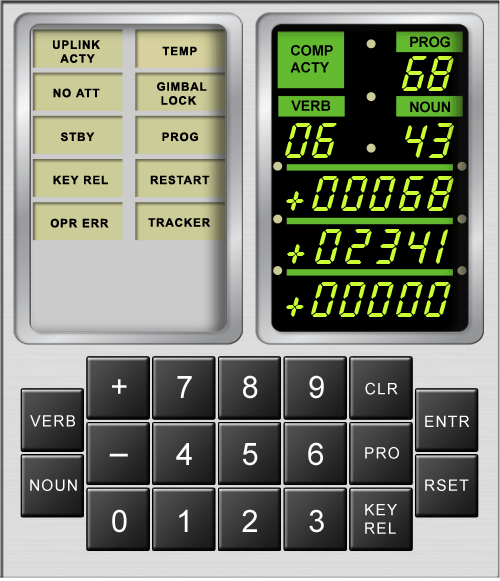 UPLINK
ACTY
TEMP
NO ATT
GIMBAL
LOCK
STBY
PROG
KEY REL
RESTART
OPR ERR
TRACKER
COMP
ACTY
PROG
68
VERB
NOUN
06
43
+00068
+02341
+00000
+
7
8
9
CLR
VERB
ENTR
–
4
5
6
PRO
NOUN
RSET
0
1
2
3
KEY
REL